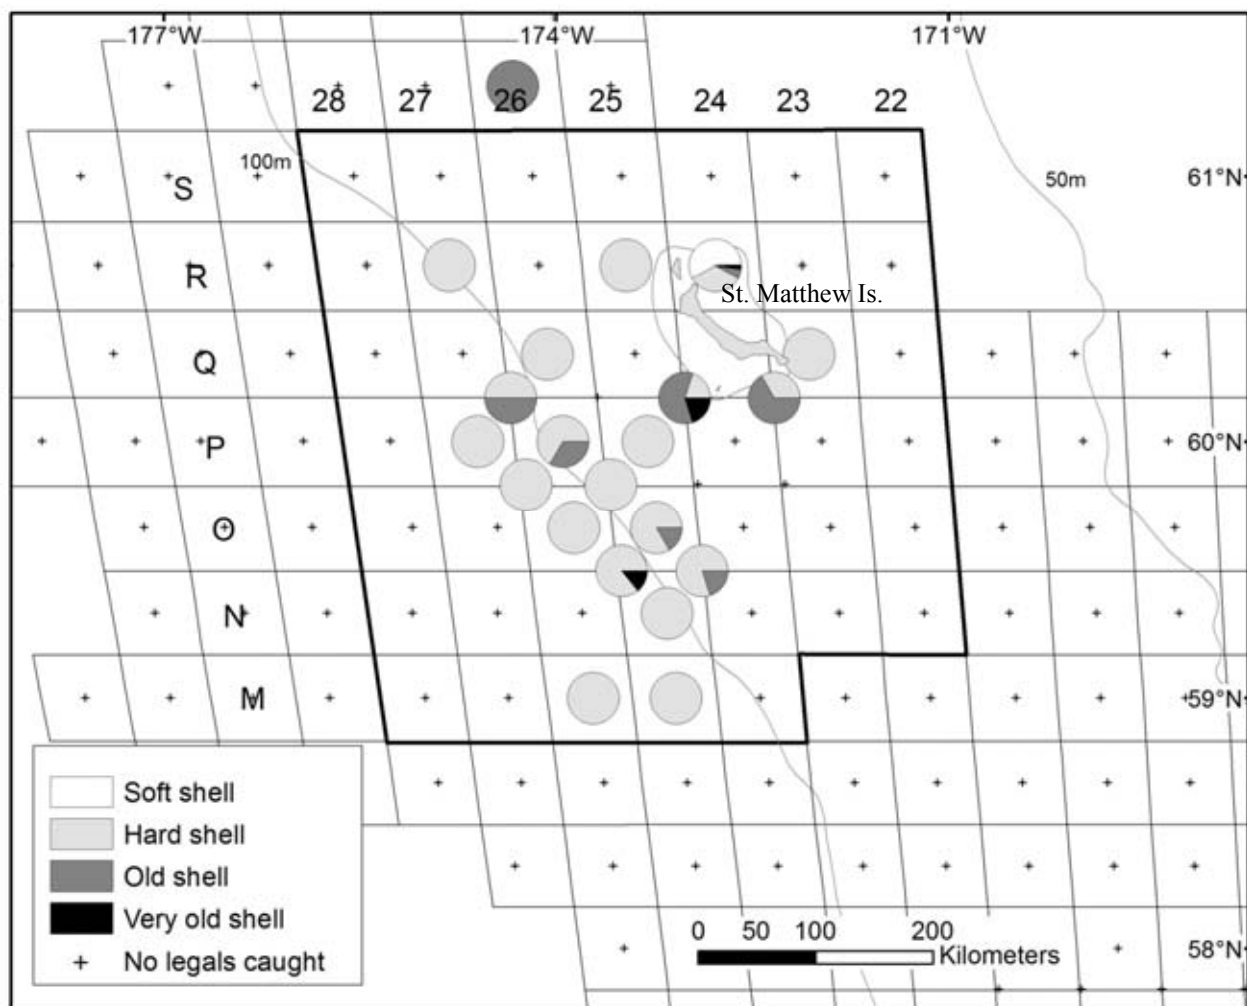 177°W 174°W 171°W
28 27 26 25 24 23 22
100m
50m
S
61°N
R
St. Matthew Is.
Q
P
60°N
O
N
M
59°N
Soft shell
Hard shell
Old shell
Very old shell
No legals caught
0 50 100 200
Kilometers
58°N